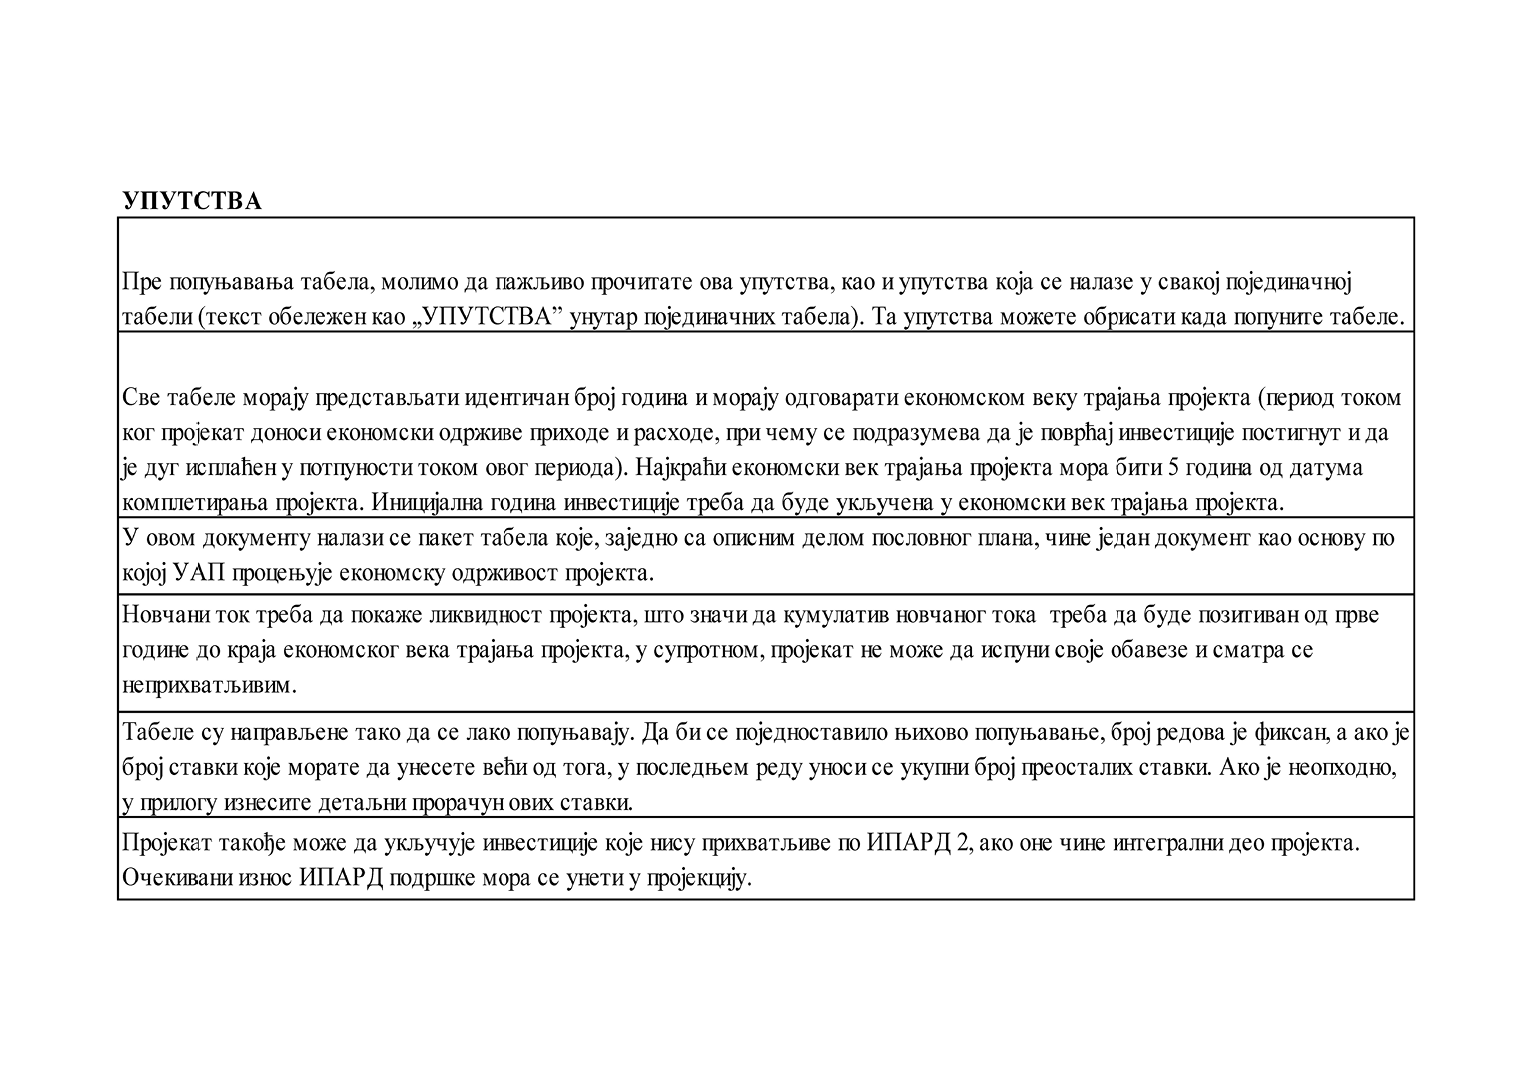 УПУТСТВА
Пре попуњавања табела, молимо да пажљиво прочитате ова упутства, као и упутства која се налазе у свакој појединачној
табели (текст обележен као „УПУТСТВА” унутар појединачних табела). Та упутства можете обрисати када попуните табеле.
Све табеле морају представљати идентичан број година и морају одговарати економском веку трајања пројекта (период током
ког пројекат доноси економски одрживе приходе и расходе, при чему се подразумева да је поврћај инвестиције постигнут и да
је дуг исплаћен у потпуности током овог периода). Најкраћи економски век трајања пројекта мора бити 5 година од датума
комплетирања пројекта. Иницијална година инвестиције треба да буде укључена у економски век трајања пројекта.
У овом документу налази се пакет табела које, заједно са описним делом пословног плана, чине један документ као основу по
којој УАП процењује економску одрживост пројекта.
Новчани ток треба да покаже ликвидност пројекта, што значи да кумулатив новчаног тока  треба да буде позитиван од прве
године до краја економског века трајања пројекта, у супротном, пројекат не може да испуни своје обавезе и сматра се
неприхватљивим.
Табеле су направљене тако да се лако попуњавају. Да би се поједноставило њихово попуњавање, број редова је фиксан, а ако је
број ставки које морате да унесете већи од тога, у последњем реду уноси се укупни број преосталих ставки. Ако је неопходно,
у прилогу изнесите детаљни прорачун ових ставки.
Пројекат такође може да укључује инвестиције које нису прихватљиве по ИПАРД 2, ако оне чине интегрални део пројекта.
Очекивани износ ИПАРД подршке мора се унети у пројекцију.